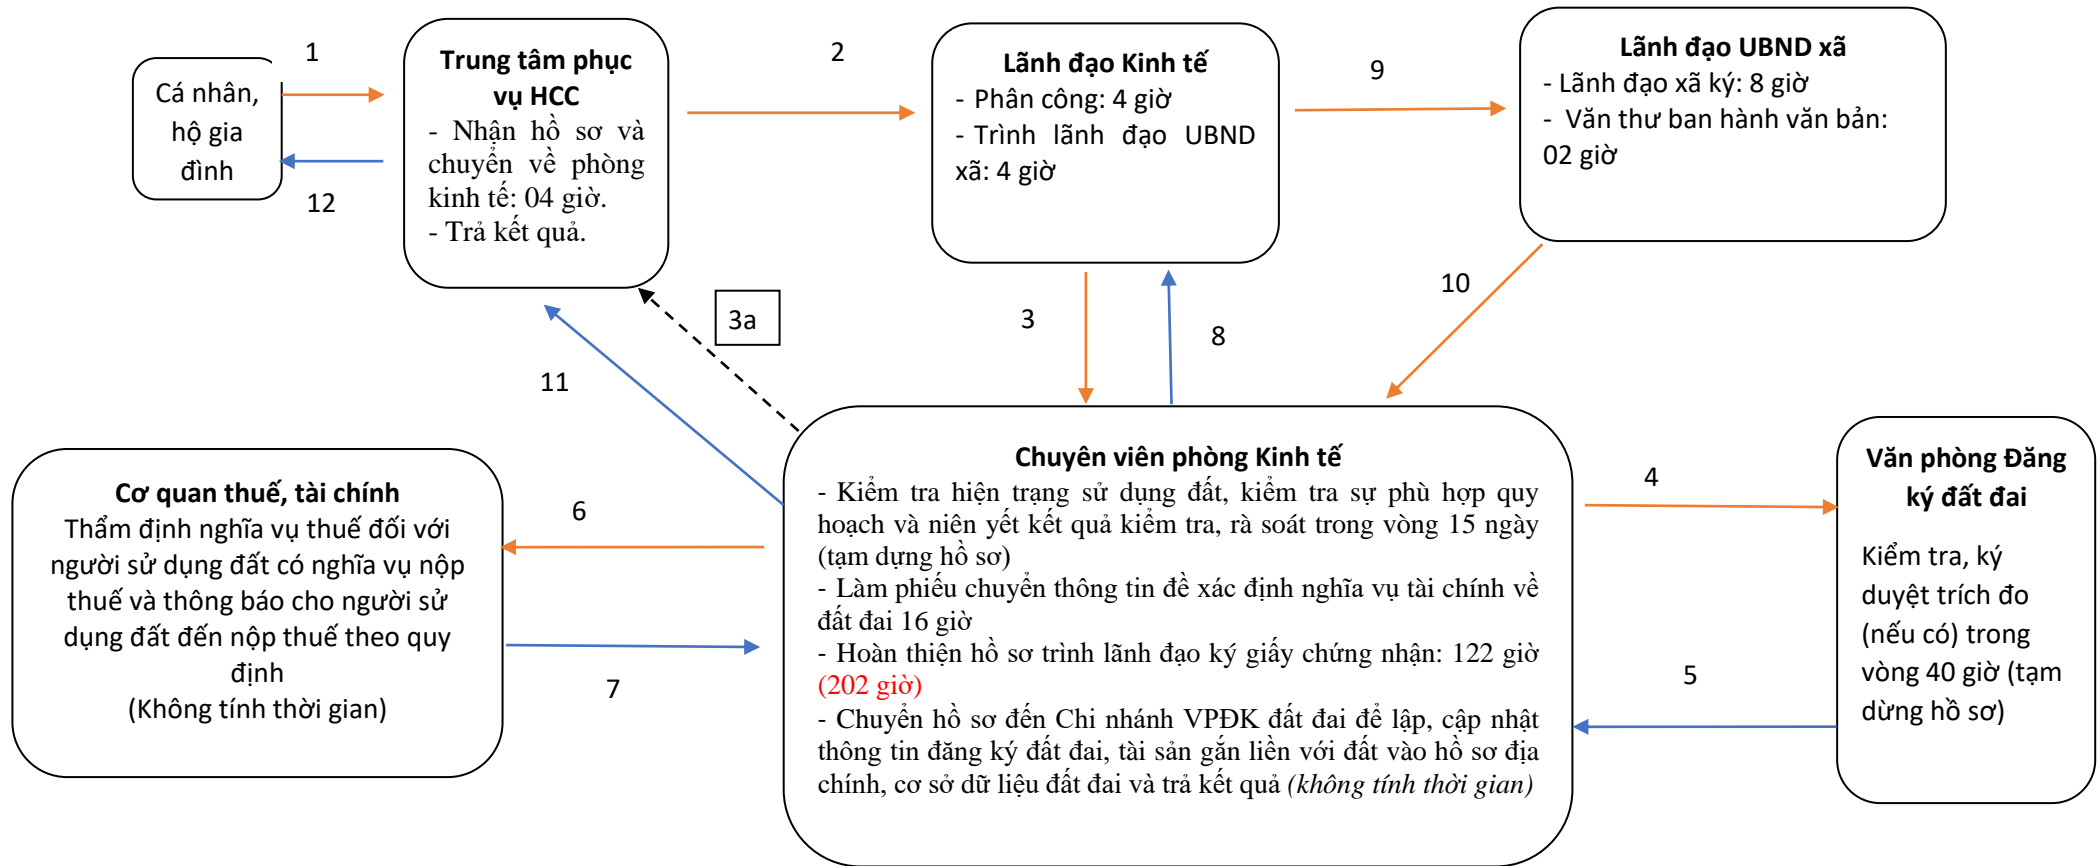 1
Cá nhân,
hộ gia
đình
12
Trung tâm phục
vụ HCC
- Nhận hồ sơ và
chuyển về phòng
kinh tế: 04 giờ.
- Trả kết quả.
2
Lãnh đạo Kinh tế
- Phân công: 4 giờ
- Trình lãnh đạo UBND
xã: 4 giờ
9
Lãnh đạo UBND xã
- Lãnh đạo xã ký: 8 giờ
- Văn thư ban hành văn bản:
02 giờ
10
3a
3
8
11
Cơ quan thuế, tài chính
Thẩm định nghĩa vụ thuế đối với
người sử dụng đất có nghĩa vụ nộp
thuế và thông báo cho người sử
dụng đất đến nộp thuế theo quy
định
(Không tính thời gian)
6
7
Chuyên viên phòng Kinh tế
- Kiểm tra hiện trạng sử dụng đất, kiểm tra sự phù hợp quy
hoạch và niên yết kết quả kiểm tra, rà soát trong vòng 15 ngày
(tạm dựng hồ sơ)
- Làm phiếu chuyển thông tin đề xác định nghĩa vụ tài chính về
đất đai 16 giờ
- Hoàn thiện hồ sơ trình lãnh đạo ký giấy chứng nhận: 122 giờ
(202 giờ)
- Chuyển hồ sơ đến Chi nhánh VPĐK đất đai để lập, cập nhật
thông tin đăng ký đất đai, tài sản gắn liền với đất vào hồ sơ địa
chính, cơ sở dữ liệu đất đai và trả kết quả (không tính thời gian)
4
5
Văn phòng Đăng
ký đất đai
Kiểm tra, ký
duyệt trích đo
(nếu có) trong
vòng 40 giờ (tạm
dừng hồ sơ)